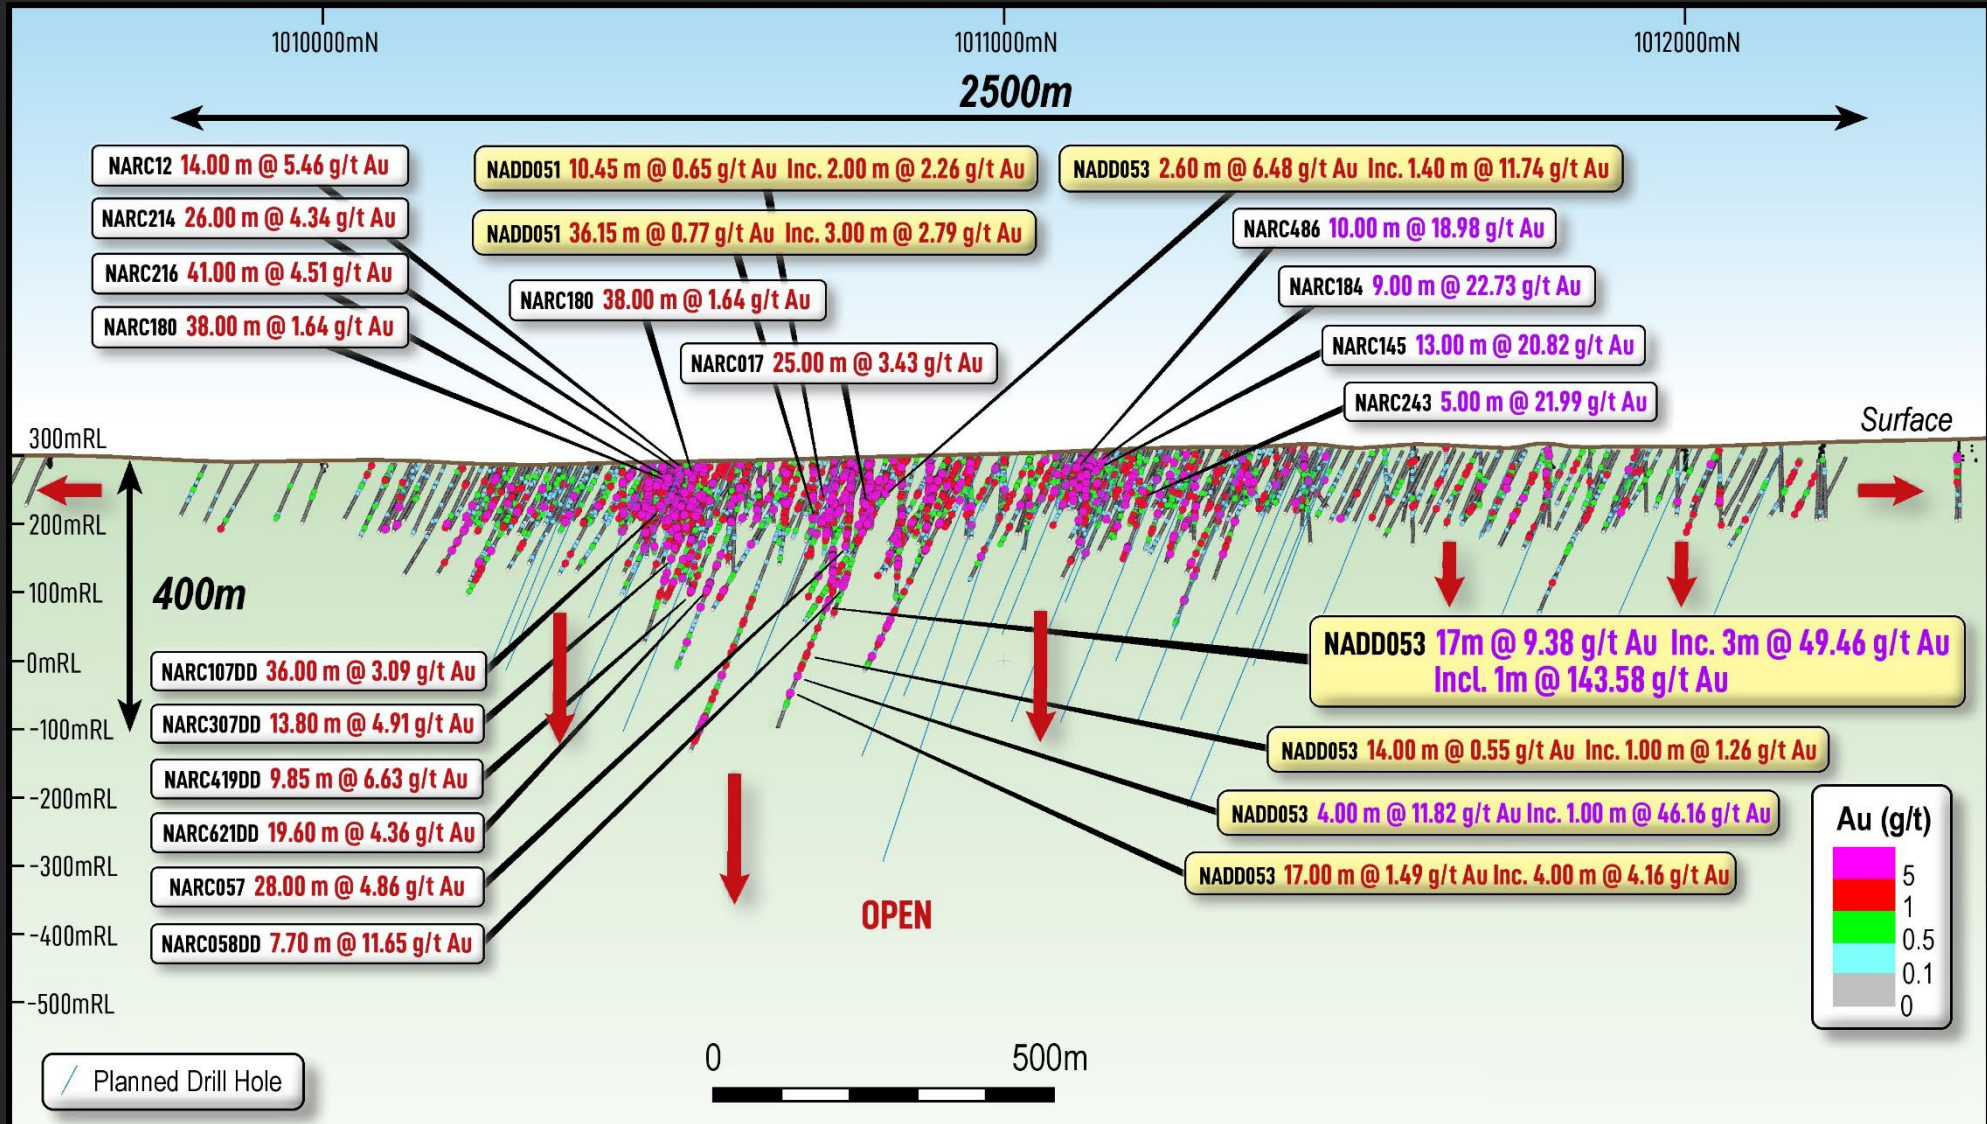 1010000mN
1011000mN
1012000mN
2500m
NARC12 14.00 m @ 5.46 g/t Au
NARC214 26.00 m @ 4.34 g/t Au
NARC216 41.00 m @ 4.51 g/t Au
NARC180 38.00 m @ 1.64 g/t Au
NADD051 10.45 m @ 0.65 g/t Au Inc. 2.00 m @ 2.26 g/t Au
NADD051 36.15 m @ 0.77 g/t Au Inc. 3.00 m @ 2.79 g/t Au
NARC180 38.00 m @ 1.64 g/t Au
NARC017 25.00 m @ 3.43 g/t Au
NADD053 2.60 m @ 6.48 g/t Au Inc. 1.40 m @ 11.74 g/t Au
NARC486 10.00 m @ 18.98 g/t Au
NARC184 9.00 m @ 22.73 g/t Au
NARC145 13.00 m @ 20.82 g/t Au
NARC243 5.00 m @ 21.99 g/t Au
Surface
300mRL
200mRL
100mRL
0mRL
-100mRL
-200mRL
-300mRL
-400mRL
-500mRL
400m
NARC107DD 36.00 m @ 3.09 g/t Au
NARC307DD 13.80 m @ 4.91 g/t Au
NARC419DD 9.85 m @ 6.63 g/t Au
NARC621DD 19.60 m @ 4.36 g/t Au
NARC057 28.00 m @ 4.86 g/t Au
NARC058DD 7.70 m @ 11.65 g/t Au
NADD053 17m @ 9.38 g/t Au Inc. 3m @ 49.46 g/t Au
Incl. 1m @ 143.58 g/t Au
NADD053 14.00 m @ 0.55 g/t Au Inc. 1.00 m @ 1.26 g/t Au
NADD053 4.00 m @ 11.82 g/t Au Inc. 1.00 m @ 46.16 g/t Au
NADD053 17.00 m @ 1.49 g/t Au Inc. 4.00 m @ 4.16 g/t Au
OPEN
Au (g/t)
5
1
0.5
0.1
0
0 500m
Planned Drill Hole